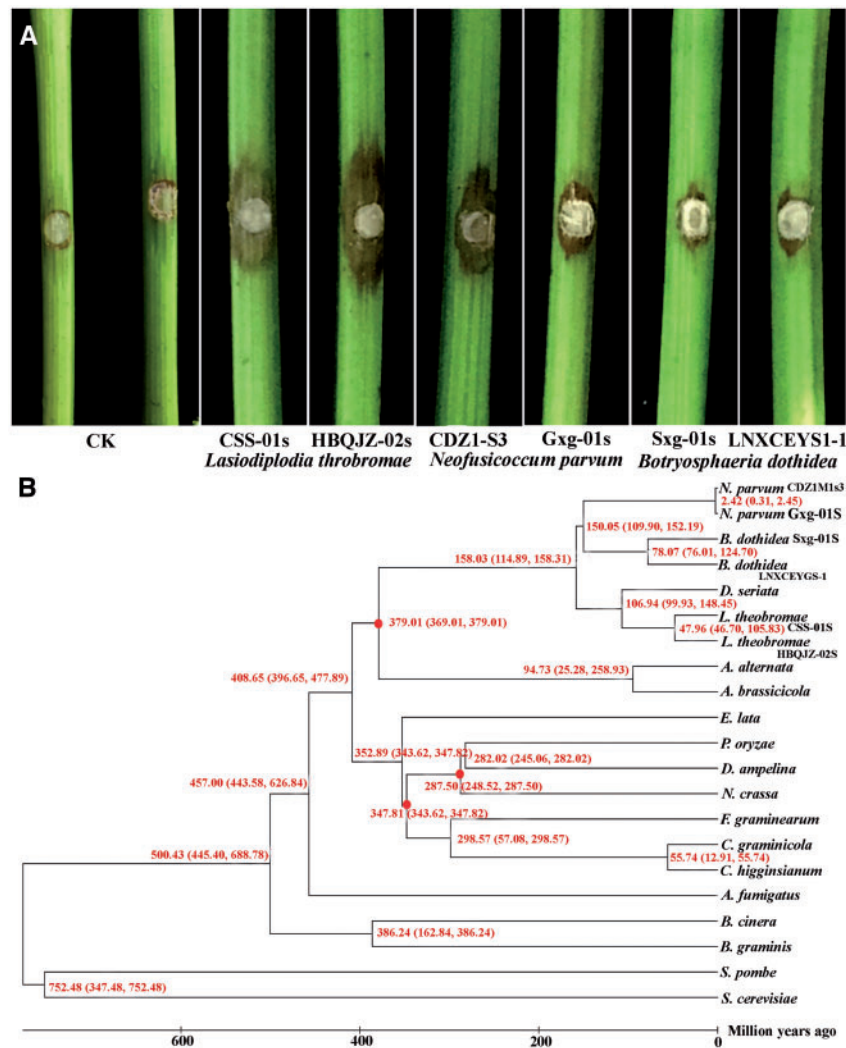 A
CK
CSS-01s HBQJZ-02s CDZ1-S3 Gxg-01s Sxg-01s LNXCEYS1-1
Lasiodiplodia throbromae Neofusicoccum parvum Botryosphaeria dothidea
B
N. parvum CDZ1M1s3
2.42 (0.31, 2.45)
N. parvum Gxg-01S
150.05 (109.90, 152.19)
B. dothidea Sxg-01S
78.07 (76.01, 124.70)
158.03 (114.89, 158.31)
B. dothidea
LNXCEYGS-1
D. seriata
106.94 (99.93, 148.45)
L. theobromae
379.01 (369.01, 379.01)
47.96 (46.70, 105.83) CSS-01S
L. theobromae
HBQJZ-02S
94.73 (25.28, 258.93)
A. alternata
408.65 (396.65, 477.89)
A. brassicicola
E. lata
P. oryzae
352.89 (343.62, 347.82)
282.02 (245.06, 282.02)
D. ampelina
457.00 (443.58, 626.84)
287.50 (248.52, 287.50)
N. crassa
347.81 (343.62, 347.82)
F. graminearum
298.57 (57.08, 298.57)
C. graminicola
500.43 (445.40, 688.78)
55.74 (12.91, 55.74)
C. higginsianum
A. fumigatus
B. cinera
386.24 (162.84, 386.24)
B. graminis
S. pombe
752.48 (347.48, 752.48)
S. cerevisiae
Million years ago
600 400 200 0